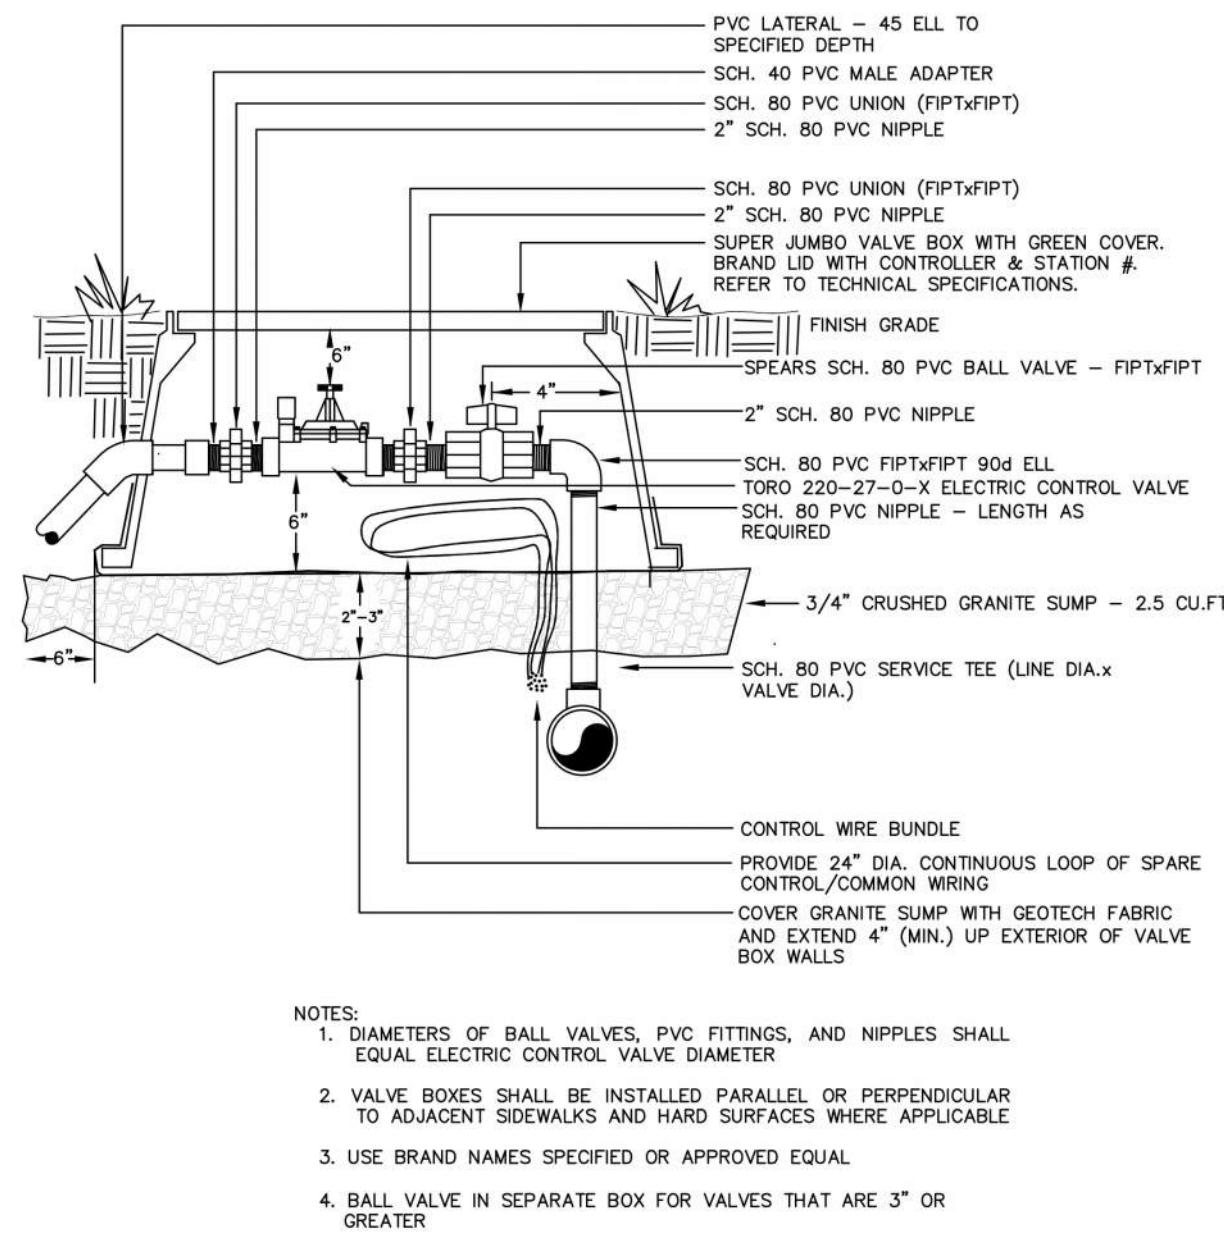 PVC LATERAL – 45 ELL TO
SPECIFIED DEPTH
SCH. 40 PVC MALE ADAPTER
SCH. 80 PVC UNION (FIPTxFIPT)
2" SCH. 80 PVC NIPPLE
SCH. 80 PVC UNION (FIPTxFIPT)
2" SCH. 80 PVC NIPPLE
SUPER JUMBO VALVE BOX WITH GREEN COVER.
BRAND LID WITH CONTROLLER & STATION #.
REFER TO TECHNICAL SPECIFICATIONS.
FINISH GRADE
6"
SPEARS SCH. 80 PVC BALL VALVE – FIPTxFIPT
4"
2" SCH. 80 PVC NIPPLE
SCH. 80 PVC FIPTxFIPT 90d ELL
TORO 220–27–0–X ELECTRIC CONTROL VALVE
SCH. 80 PVC NIPPLE – LENGTH AS
REQUIRED
6"
3/4" CRUSHED GRANITE SUMP – 2.5 CU.FT
2"–3"
6"
SCH. 80 PVC SERVICE TEE (LINE DIA.x
VALVE DIA.)
CONTROL WIRE BUNDLE
PROVIDE 24" DIA. CONTINUOUS LOOP OF SPARE
CONTROL/COMMON WIRING
COVER GRANITE SUMP WITH GEOTECH FABRIC
AND EXTEND 4" (MIN.) UP EXTERIOR OF VALVE
BOX WALLS
NOTES:
1. DIAMETERS OF BALL VALVES, PVC FITTINGS, AND NIPPLES SHALL
EQUAL ELECTRIC CONTROL VALVE DIAMETER
2. VALVE BOXES SHALL BE INSTALLED PARALLEL OR PERPENDICULAR
TO ADJACENT SIDEWALKS AND HARD SURFACES WHERE APPLICABLE
3. USE BRAND NAMES SPECIFIED OR APPROVED EQUAL
4. BALL VALVE IN SEPARATE BOX FOR VALVES THAT ARE 3" OR
GREATER